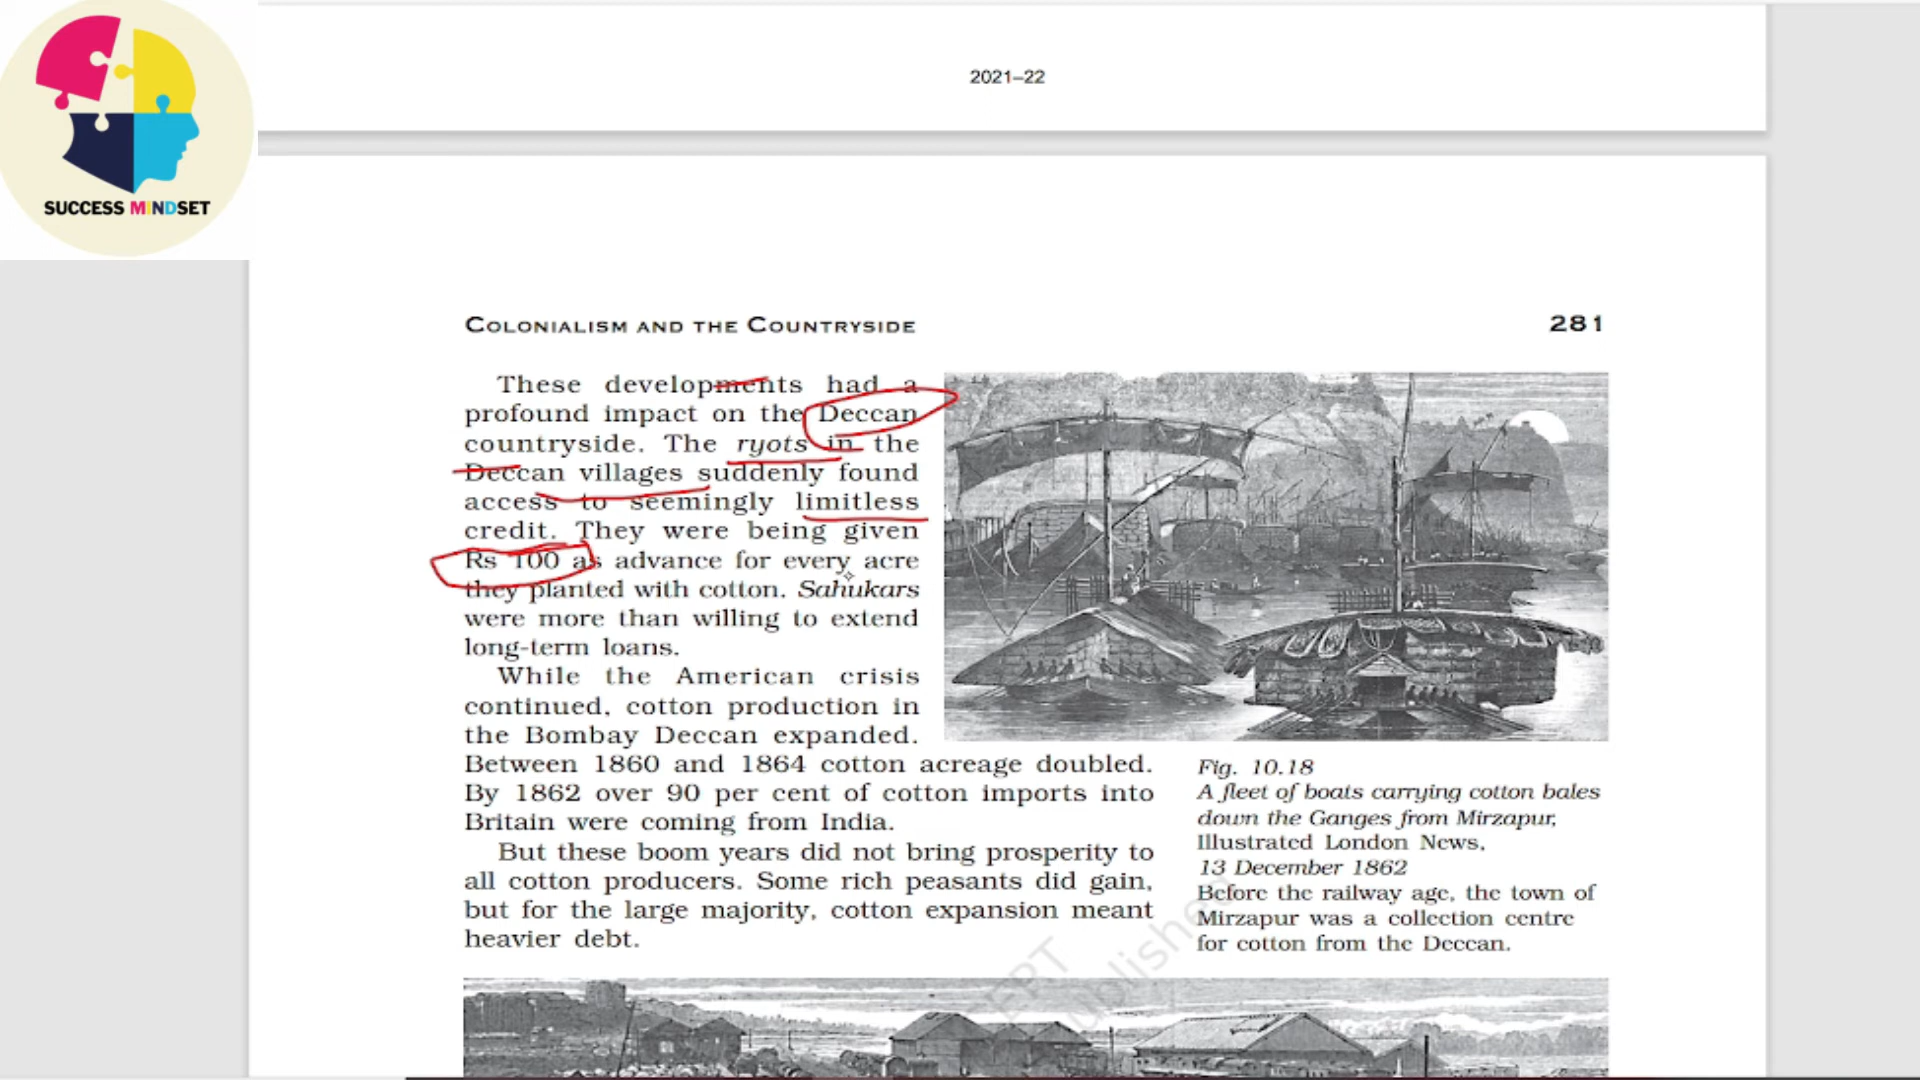 SUCCESS MINDSET
2021–22
COLONIALISM AND THE COUNTRYSIDE
281
These developments had a
profound impact on the Deccan
countryside. The ryots in the
Deccan villages suddenly found
access to seemingly limitless
credit. They were being given
Rs 100 as advance for every acre
they planted with cotton. Sahukars
were more than willing to extend
long-term loans.
While the American crisis
continued, cotton production in
the Bombay Deccan expanded.
Between 1860 and 1864 cotton acreage doubled.
By 1862 over 90 per cent of cotton imports into
Britain were coming from India.
But these boom years did not bring prosperity to
all cotton producers. Some rich peasants did gain,
but for the large majority, cotton expansion meant
heavier debt.
Fig. 10.18
A fleet of boats carrying cotton bales
down the Ganges from Mirzapur,
Illustrated London News,
13 December 1862
Before the railway age, the town of
Mirzapur was a collection centre
for cotton from the Deccan.